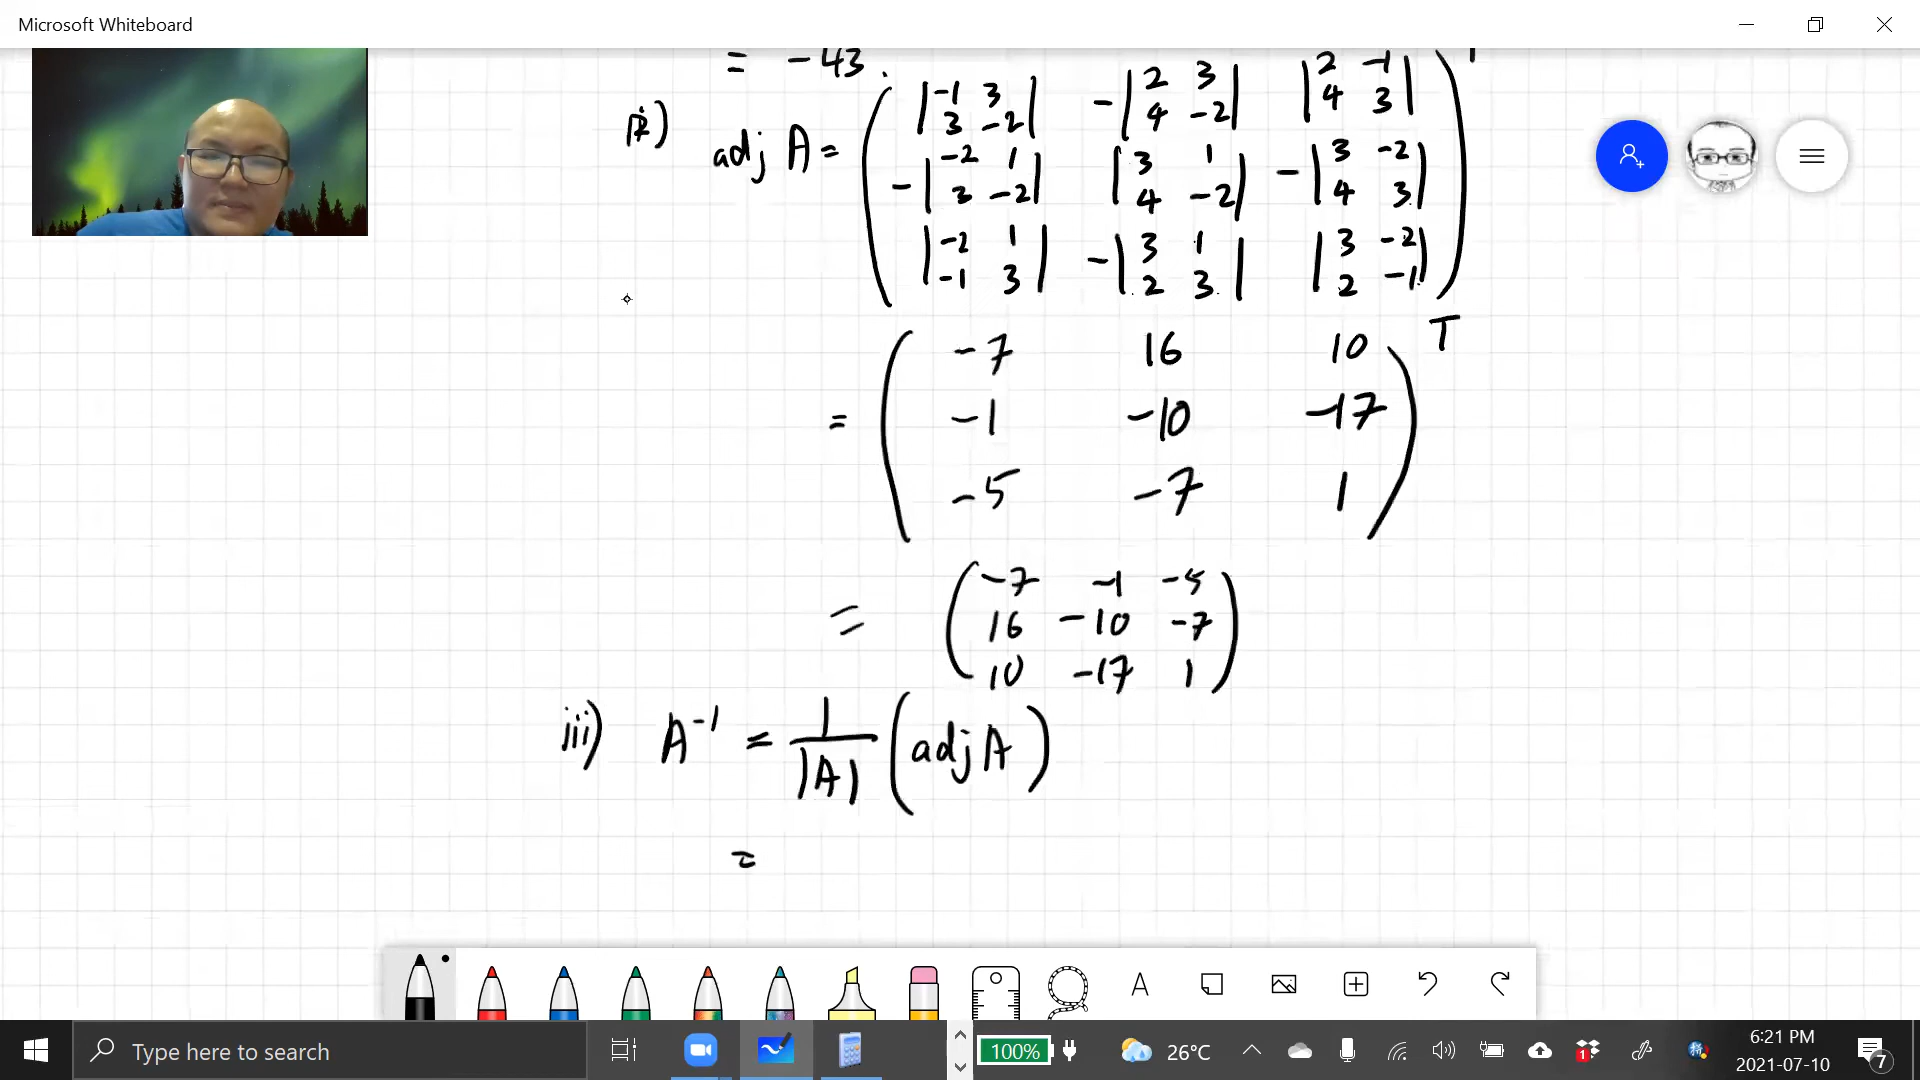 Microsoft Whiteboard
= -43.
ii) adj A = ( |-1 3; 3 -2| -|2 3; 4 -2| |2 -1; 4 3|
-|-2 1; 3 -2| |3 1; 4 -2| -|3 -2; 4 3|
|-2 1; -1 3| -|3 1; 2 3| |3 -2; 2 -1| )
= ( -7 16 10
-1 -10 -17
-5 -7 1 ) T
= ( -7 -1 -5
16 -10 -7
10 -17 1 )
iii) A^-1 = 1/|A| (adj A)
=
A
Type here to search
100%
26°C
1
6:21 PM
2021-07-10
7